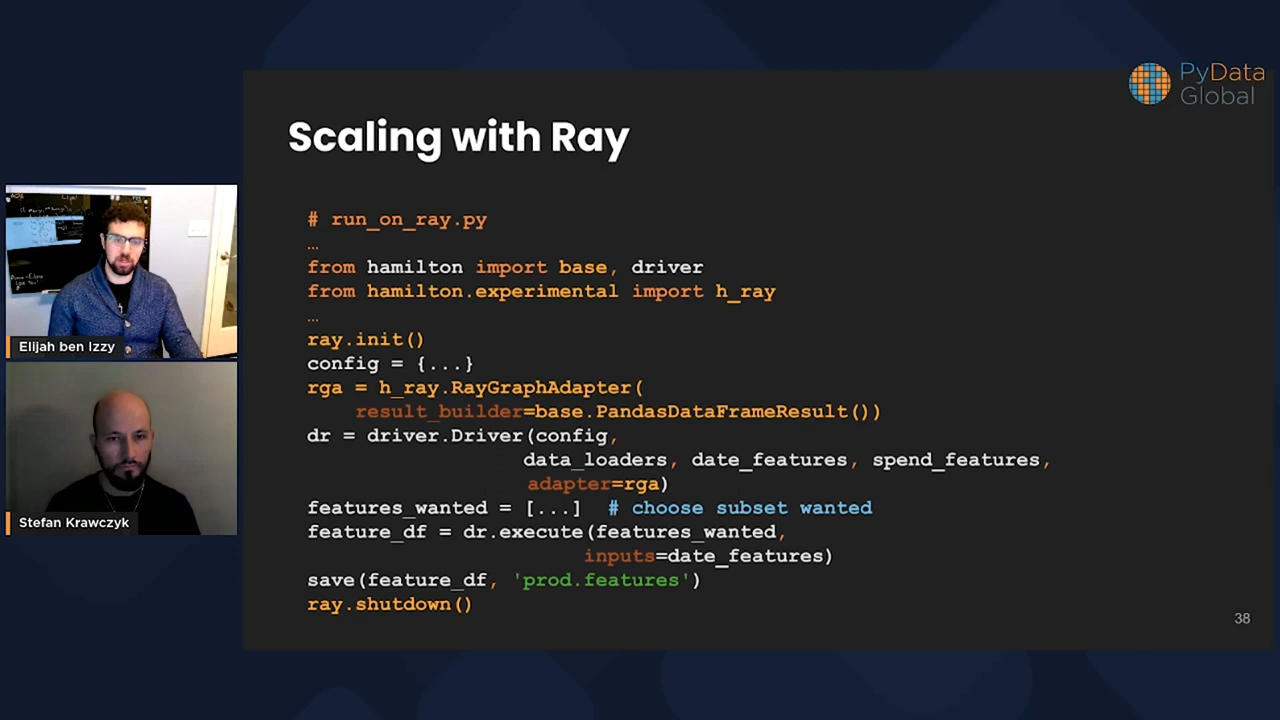 PyData
Global
Scaling with Ray
# run_on_ray.py
…
from hamilton import base, driver
from hamilton.experimental import h_ray
…
ray.init()
config = {...}
rga = h_ray.RayGraphAdapter(
result_builder=base.PandasDataFrameResult())
dr = driver.Driver(config,
data_loaders, date_features, spend_features,
adapter=rga)
features_wanted = [...] # choose subset wanted
feature_df = dr.execute(features_wanted,
inputs=date_features)
save(feature_df, 'prod.features')
ray.shutdown()
38
Elijah ben Izzy
Stefan Krawczyk